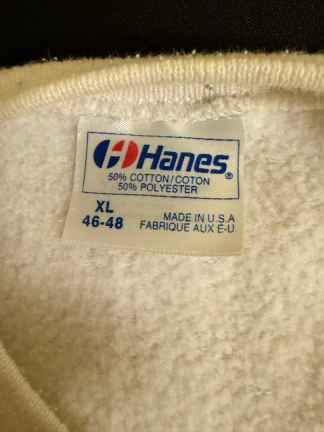 Hanes®
50% COTTON/COTON
50% POLYESTER
XL
46-48
MADE IN U.S.A
FABRIQUE AUX E-U